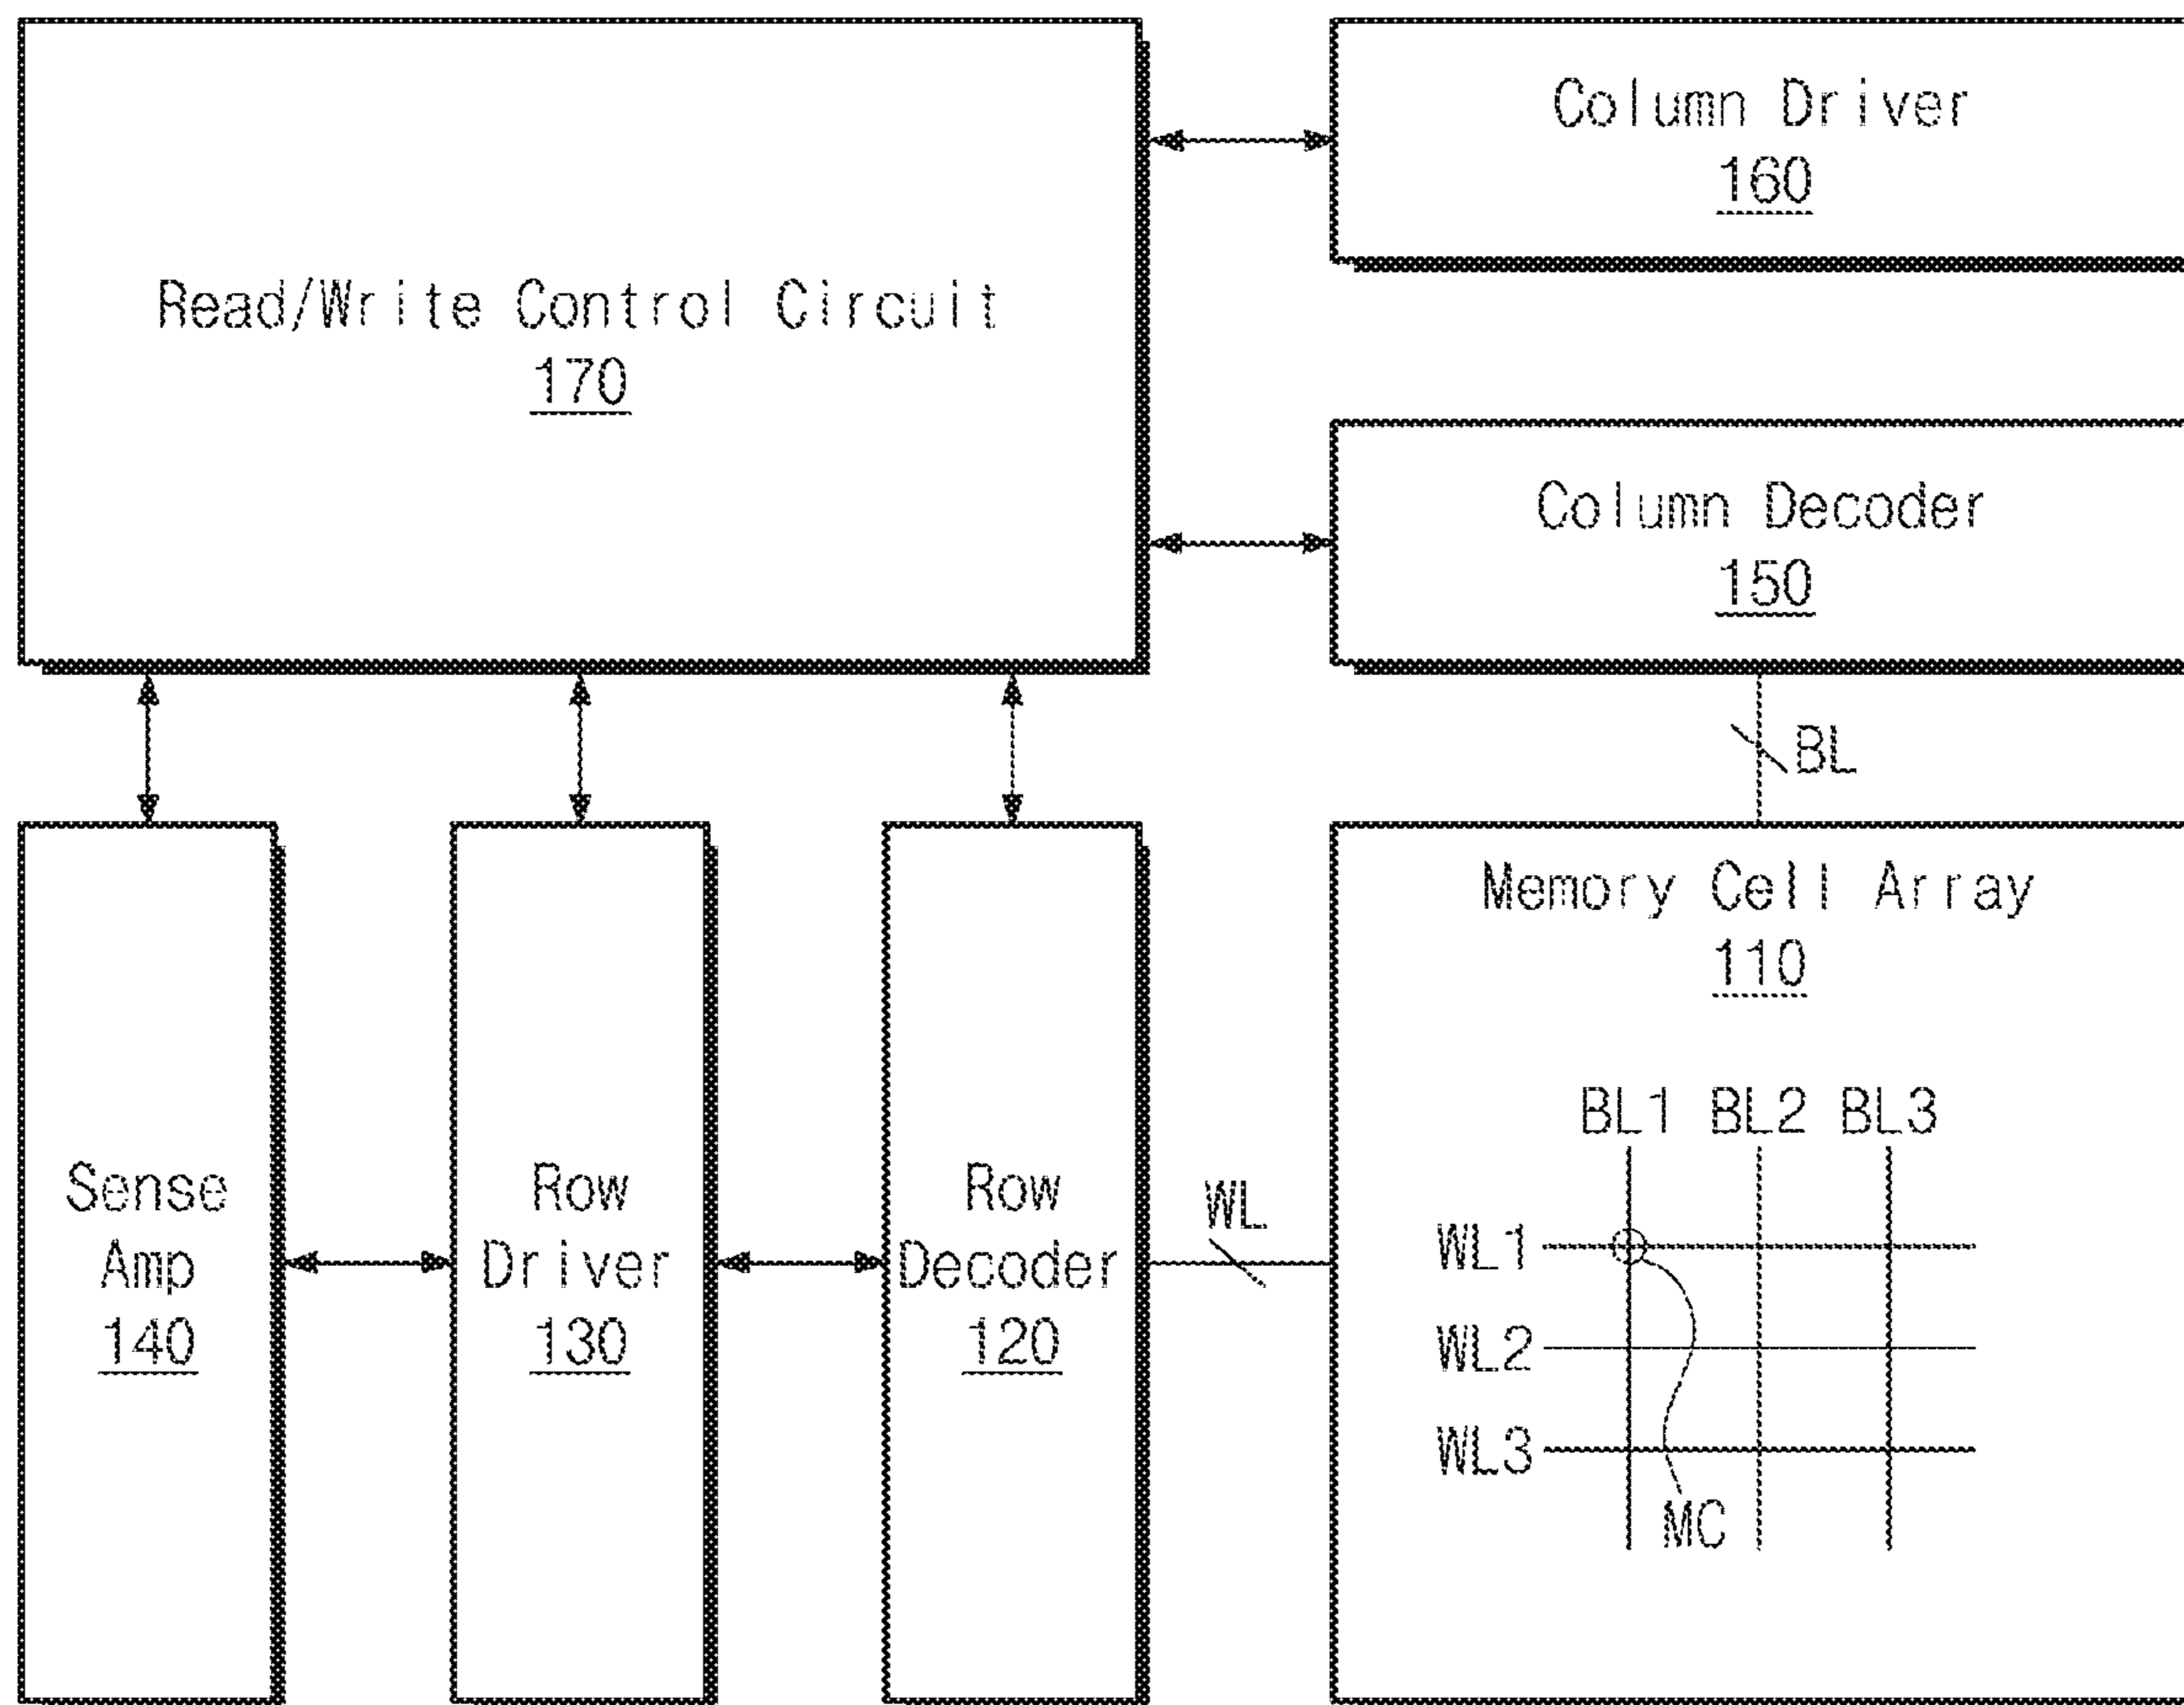 Read/Write Control Circuit
170
Column Driver
160
Column Decoder
150
BL
Sense
Amp
140
Row
Driver
130
Row
Decoder
120
WL
Memory Cell Array
110
BL1 BL2 BL3
WL1
WL2
WL3
MC